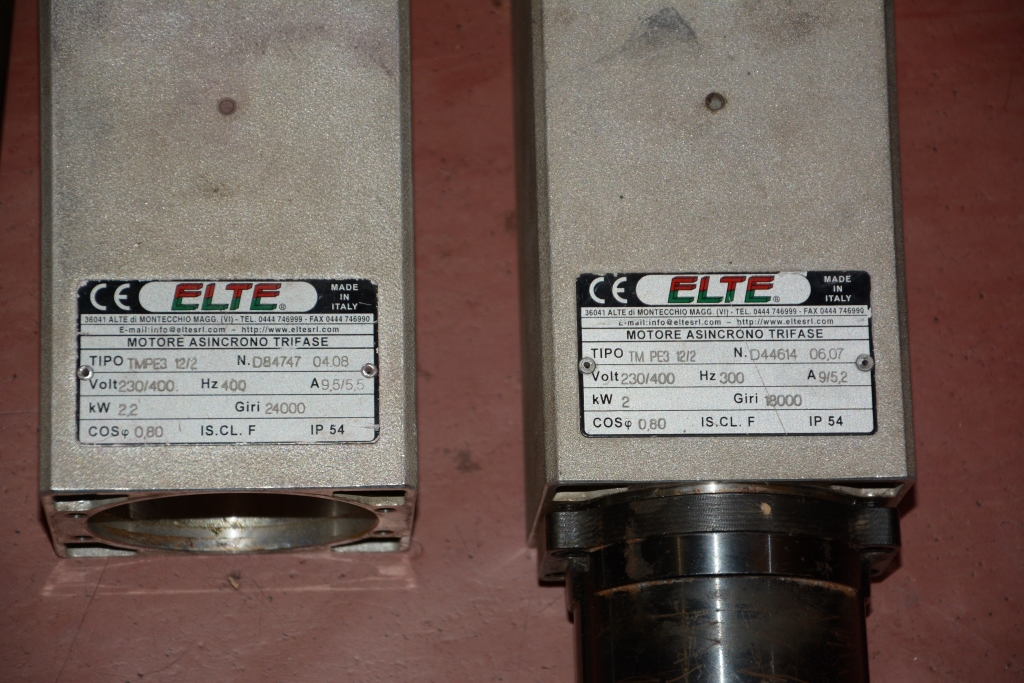 CE ELTE ® MADE IN ITALY
36041 ALTE di MONTECCHIO MAGG. (VI) - TEL. 0444 746999 - FAX 0444 746990
E-mail:info@eltesrl.com - http://www.eltesrl.com
MOTORE ASINCRONO TRIFASE
TIPO TMPE3 12/2 N. D84747 04.08
Volt 230/400 Hz 400 A 9,5/5,5
kW 2,2 Giri 24000
COSφ 0,80 IS.CL. F IP 54
CE ELTE ® MADE IN ITALY
36041 ALTE di MONTECCHIO MAGG. (VI) - TEL. 0444 746999 - FAX 0444 746990
E-mail:info@eltesrl.com - http://www.eltesrl.com
MOTORE ASINCRONO TRIFASE
TIPO TM PE3 12/2 N. D44614 06,07
Volt 230/400 Hz 300 A 9/5,2
kW 2 Giri 18000
COSφ 0,80 IS.CL. F IP 54